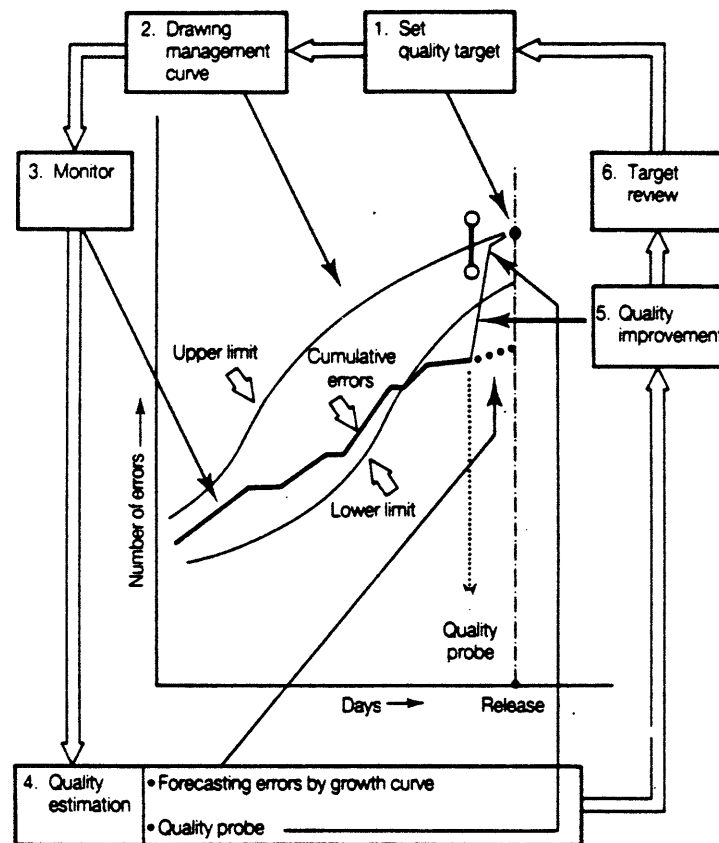 2. Drawing
management
curve
1. Set
quality target
3. Monitor
6. Target
review
5. Quality
improvement
Upper limit
Cumulative
errors
Lower limit
Number of errors
Quality
probe
Days
Release
4. Quality
estimation
• Forecasting errors by growth curve
• Quality probe